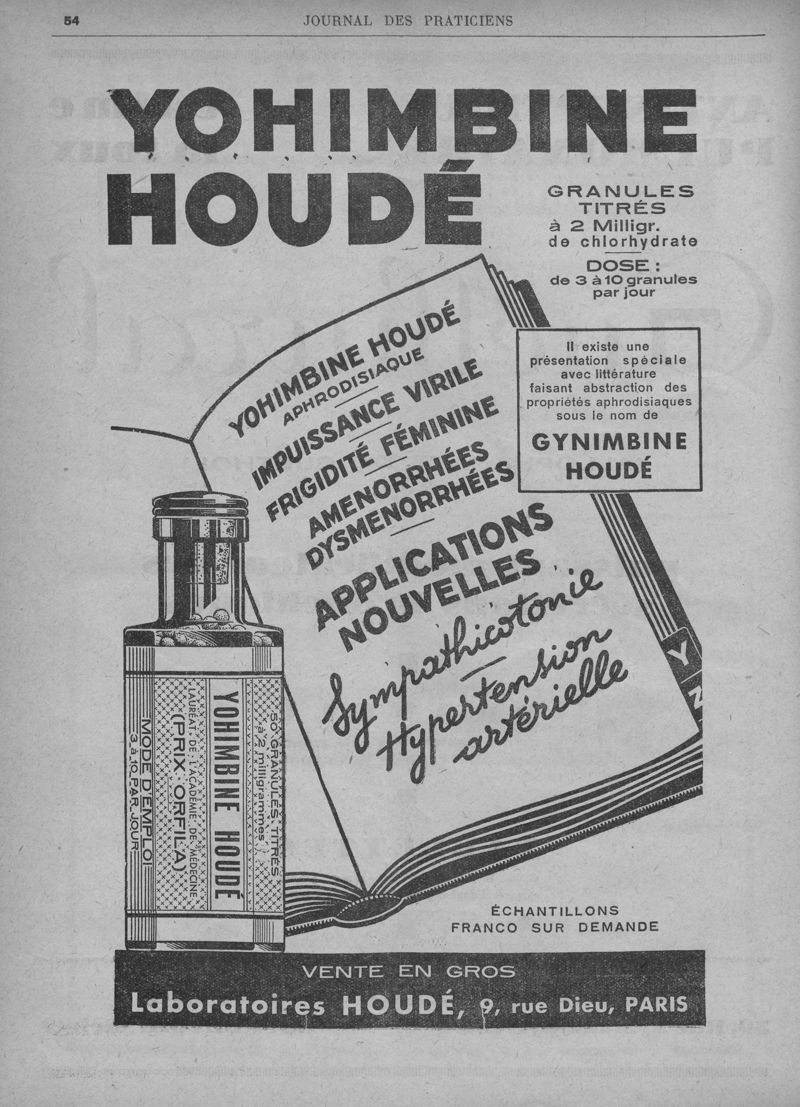 54
JOURNAL DES PRATICIENS
YOHIMBINE
HOUDÉ
GRANULES
TITRÉS
à 2 Milligr.
de chlorhydrate
DOSE :
de 3 à 10 granules
par jour
YOHIMBINE HOUDÉ
APHRODISIAQUE
IMPUISSANCE VIRILE
FRIGIDITÉ FÉMININE
AMENORRHÉES
DYSMENORRHÉES
APPLICATIONS
NOUVELLES
Sympathicotonie
Hypertension
artérielle
Il existe une
présentation spéciale
avec littérature
faisant abstraction des
propriétés aphrodisiaques
sous le nom de
GYNIMBINE
HOUDÉ
Y
N
50 GRANULES TITRÉS
à 2 milligrammes
YOHIMBINE HOUDÉ
LAURÉAT DE L'ACADÉMIE DE MÉDECINE
(PRIX ORFILA)
MODE D'EMPLOI
3 à 10 PAR JOUR
ÉCHANTILLONS
FRANCO SUR DEMANDE
VENTE EN GROS
Laboratoires HOUDÉ, 9, rue Dieu, PARIS